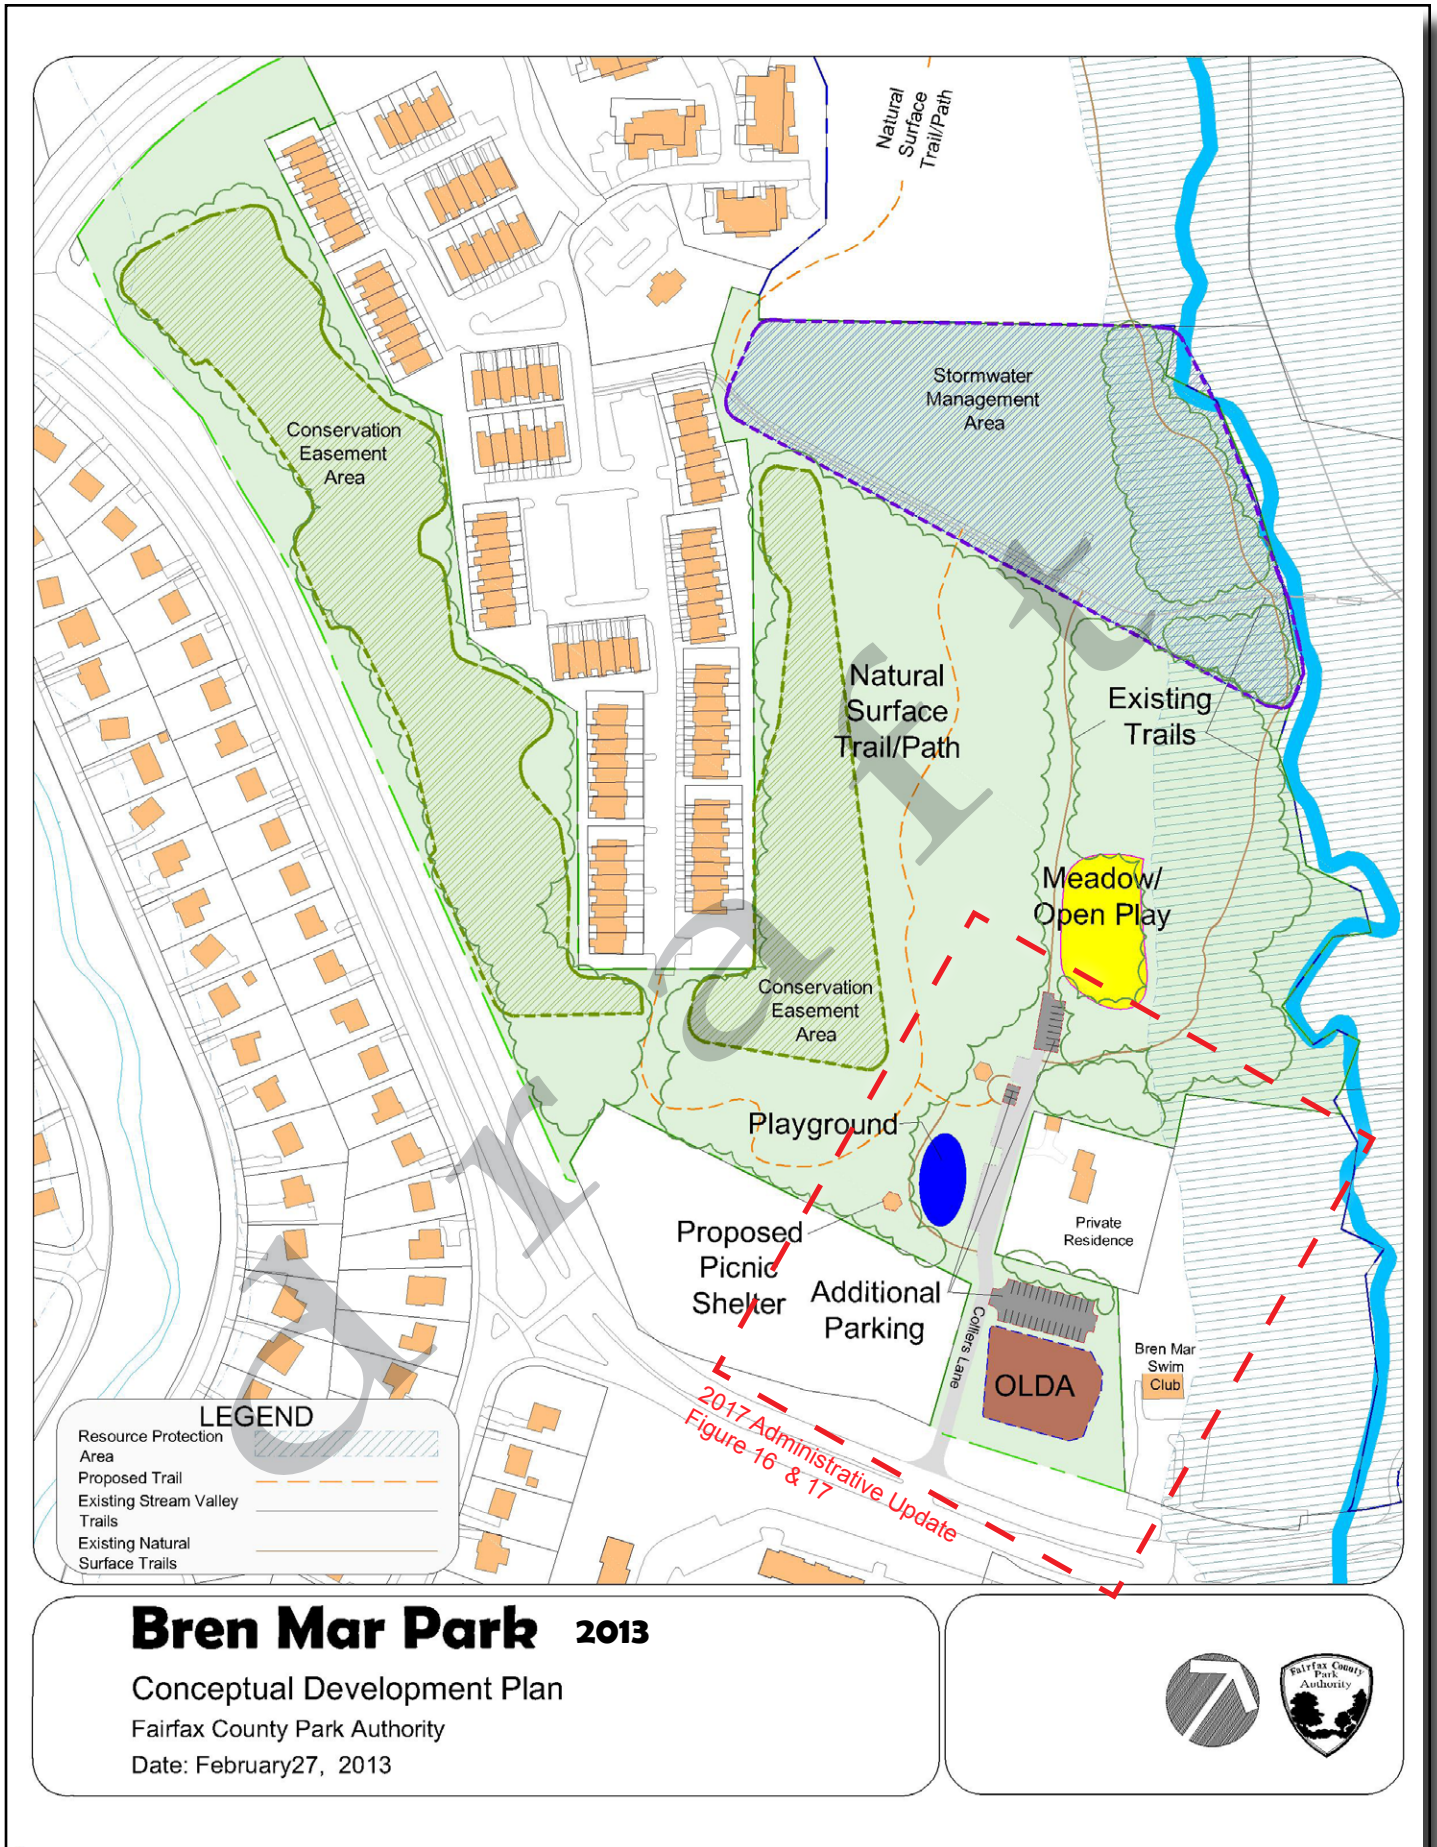 Natural
Surface
Trail/Path
Stormwater
Management
Area
Conservation
Easement
Area
Natural
Surface
Trail/Path
Existing
Trails
Meadow/
Open Play
Conservation
Easement
Area
Playground
Proposed
Picnic
Shelter
Additional
Parking
Private
Residence
Colliers Lane
OLDA
Bren Mar
Swim
Club
2017 Administrative Update
Figure 16 & 17
draft
LEGEND
Resource Protection
Area
Proposed Trail
Existing Stream Valley
Trails
Existing Natural
Surface Trails
Bren Mar Park 2013
Conceptual Development Plan
Fairfax County Park Authority
Date: February27, 2013
Fairfax County
Park
Authority